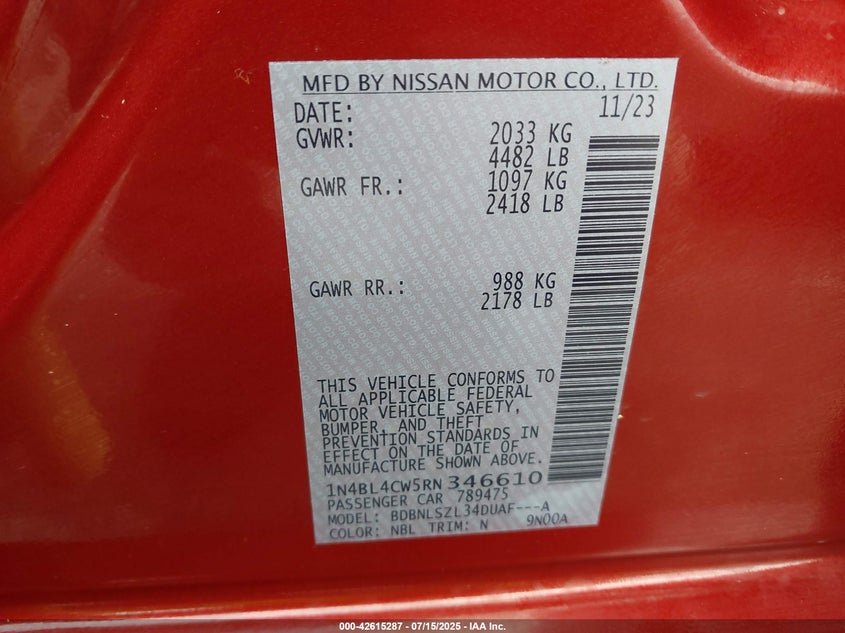 MFD BY NISSAN MOTOR CO., LTD.
DATE: 11/23
GVWR: 2033 KG
4482 LB
GAWR FR.: 1097 KG
2418 LB
GAWR RR.: 988 KG
2178 LB
THIS VEHICLE CONFORMS TO
ALL APPLICABLE FEDERAL
MOTOR VEHICLE SAFETY,
BUMPER, AND THEFT
PREVENTION STANDARDS IN
EFFECT ON THE DATE OF
MANUFACTURE SHOWN ABOVE.
1N4BL4CW5RN346610
PASSENGER CAR 789475
MODEL: BDBNLSZL34DUAF---A
COLOR: NBL TRIM: N 9N00A
000-42615287 - 07/15/2025 - IAA Inc.